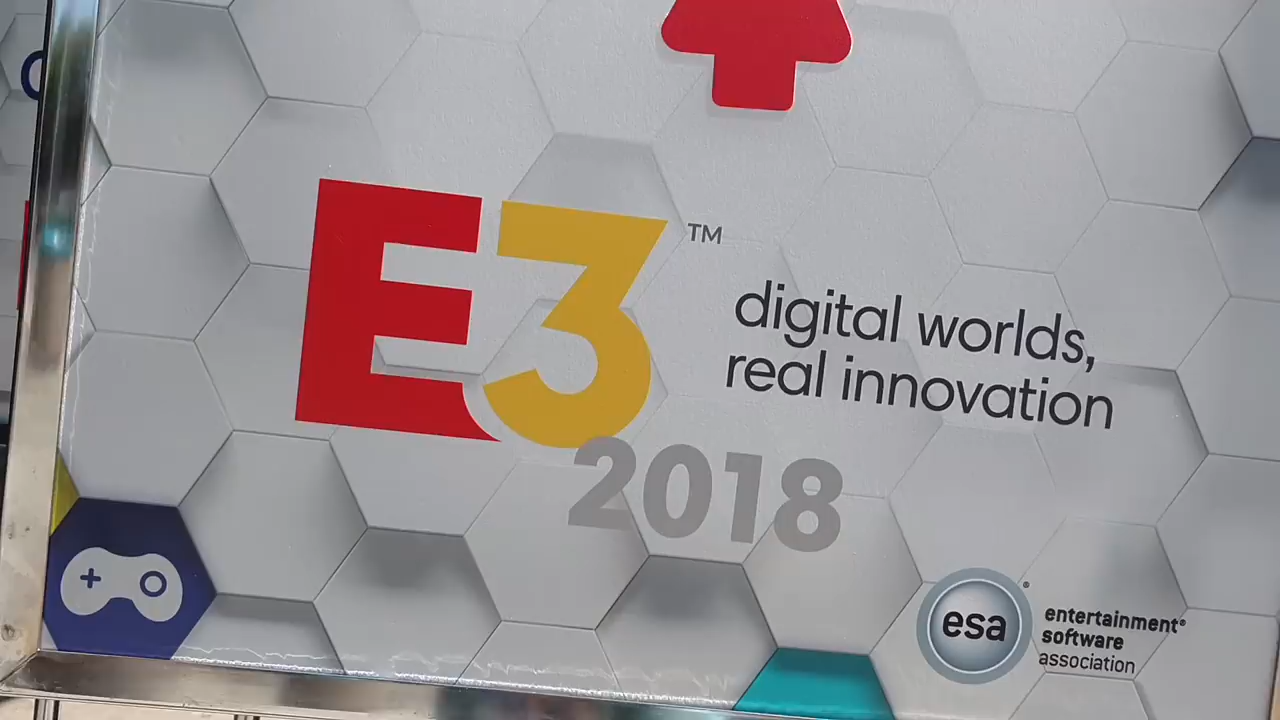 E3™
digital worlds,
real innovation
2018
esa®
entertainment®
software
association